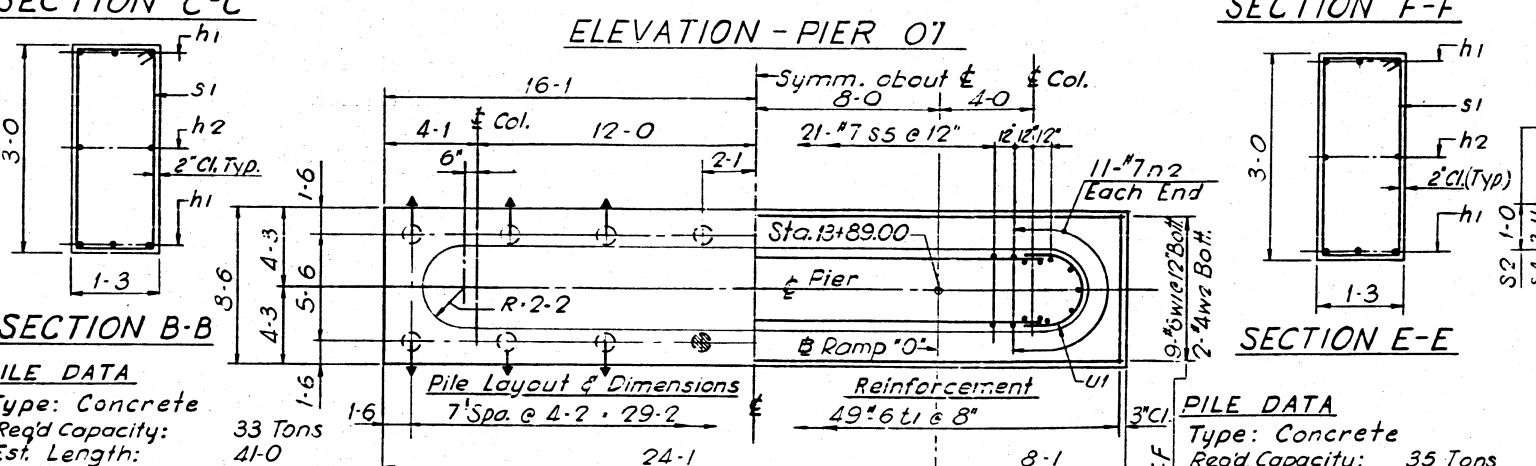 SECTION C-C
ELEVATION - PIER 07
SECTION F-F
h1
s1
h2
2" Cl. Typ.
h1
3-0
1-3
SECTION B-B
PILE DATA
Type: Concrete
Req'd Capacity: 33 Tons
Est. Length: 41-0
16-1
Symm. about ℄
℄ Col.
8-0
4-0
4-1
℄ Col.
12-0
6"
2-1
21-#7 s5 @ 12"
12" 12" 12"
11-#7 n2
Each End
1-6
4-3
8-6
5-6
4-3
1-6
Sta. 13+89.00
℄ Pier
R=2-2
Ramp "O"
u1
Pile Layout & Dimensions
Reinforcement
1-6
7 Spa. @ 4-2 = 29-2
℄
49-#6 t1 @ 8"
3" Cl.
24-1
8-1
2-#4 w2 Bott.
h1
s1
h2
2" Cl. (Typ)
h1
3-0
1-3
SECTION E-E
PILE DATA
Type: Concrete
Req'd Capacity: 35 Tons
S2 1-0